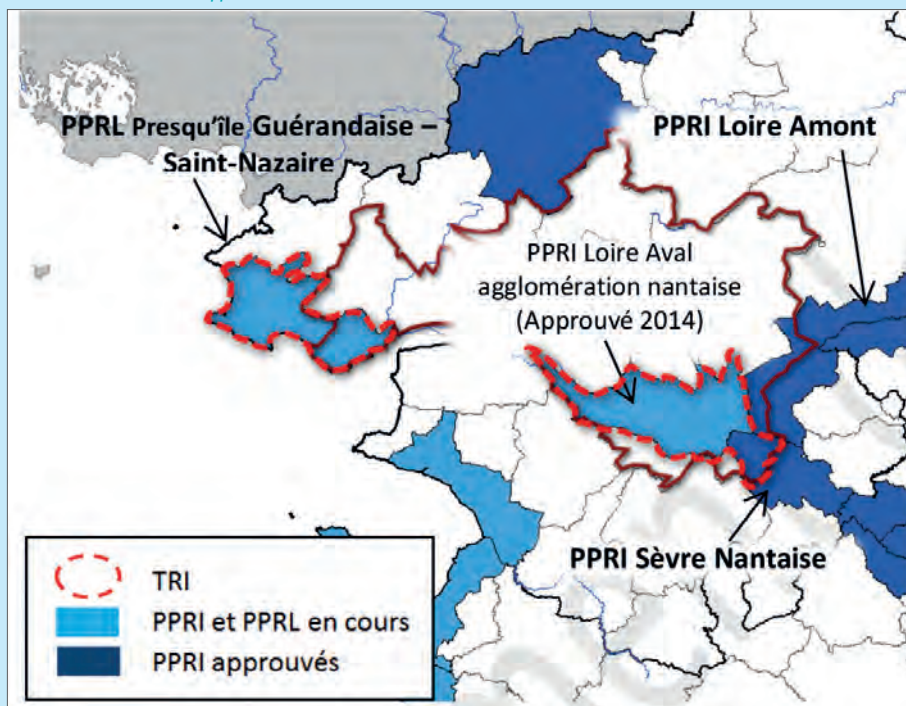 PPRL Presqu'île Guérandaise –
Saint-Nazaire
PPRI Loire Amont
PPRI Loire Aval
agglomération nantaise
(Approuvé 2014)
PPRI Sèvre Nantaise
TRI
PPRI et PPRL en cours
PPRI approuvés